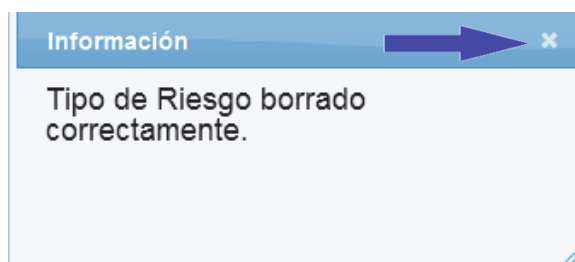 Información
Tipo de Riesgo borrado
correctamente.